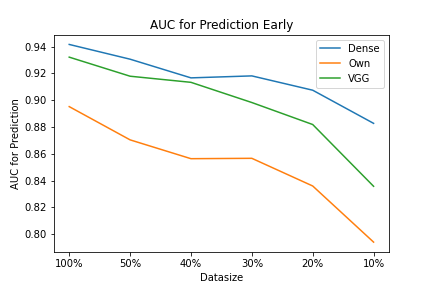 AUC for Prediction Early
Dense
Own
VGG
AUC for Prediction
0.94
0.92
0.90
0.88
0.86
0.84
0.82
0.80
100% 50% 40% 30% 20% 10%
Datasize